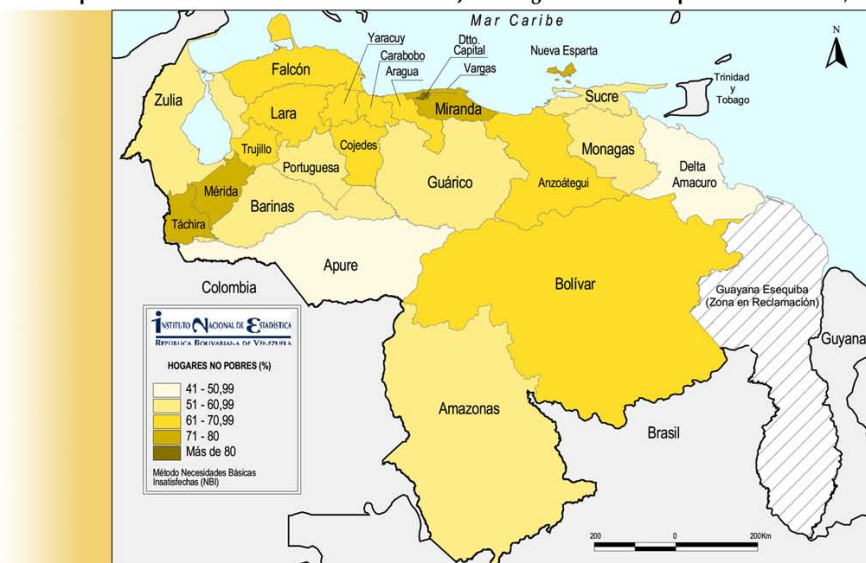 Mar Caribe
N
Yaracuy
Carabobo
Aragua
Dtto.
Capital
Vargas
Nueva Esparta
Trinidad
y
Tobago
Falcón
Zulia
Lara
Miranda
Sucre
Trujillo
Cojedes
Portuguesa
Monagas
Delta
Amacuro
Mérida
Guárico
Anzoátegui
Barinas
Táchira
Apure
Colombia
Bolívar
Guayana Esequiba
(Zona en Reclamación)
Guyana
INSTITUTO NACIONAL DE ESTADÍSTICA
REPÚBLICA BOLIVARIANA DE VENEZUELA
HOGARES NO POBRES (%)
41 - 50,99
51 - 60,99
61 - 70,99
71 - 80
Más de 80
Método Necesidades Básicas
Insatisfechas (NBI)
Amazonas
Brasil
200 0 200 Km